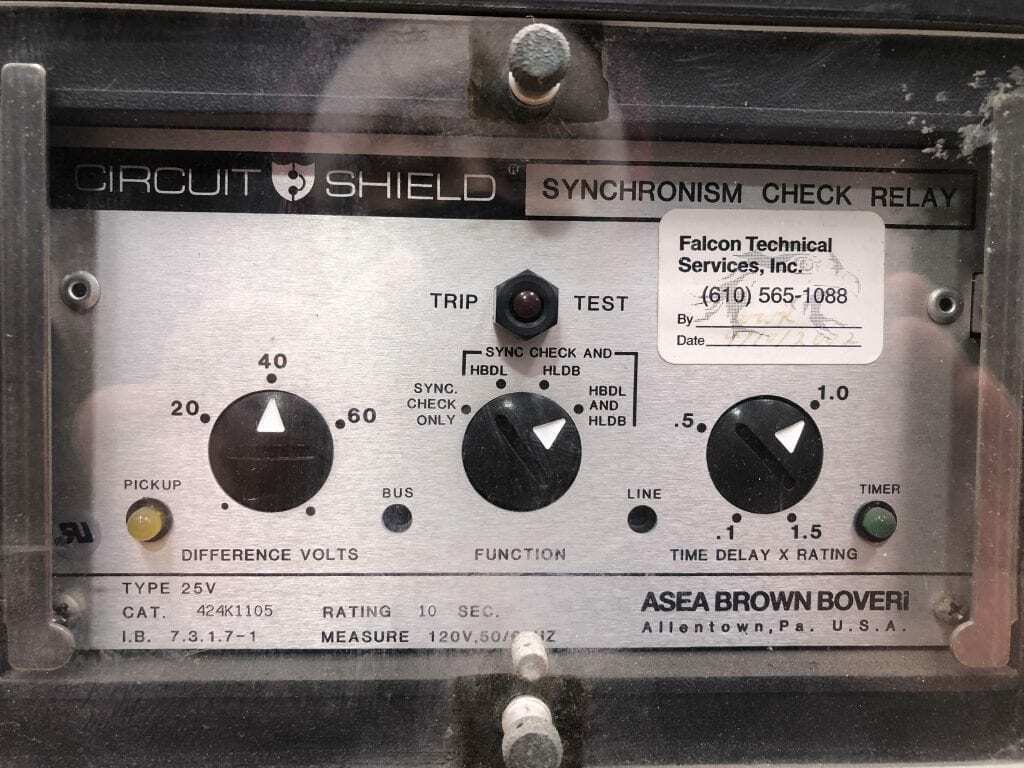 CIRCUIT SHIELD ®
SYNCHRONISM CHECK RELAY
Falcon Technical
Services, Inc.
(610) 565-1088
By
Date
TRIP TEST
SYNC CHECK AND
HBDL HLDB
SYNC.
CHECK
ONLY
HBDL
AND
HLDB
20 40 60
.5 1.0
.1 1.5
PICKUP
BUS
LINE
TIMER
DIFFERENCE VOLTS
FUNCTION
TIME DELAY X RATING
TYPE 25V
CAT. 424K1105 RATING 10 SEC.
I.B. 7.3.1.7-1 MEASURE 120V,50/ HZ
ASEA BROWN BOVERI
Allentown,Pa. U.S.A.